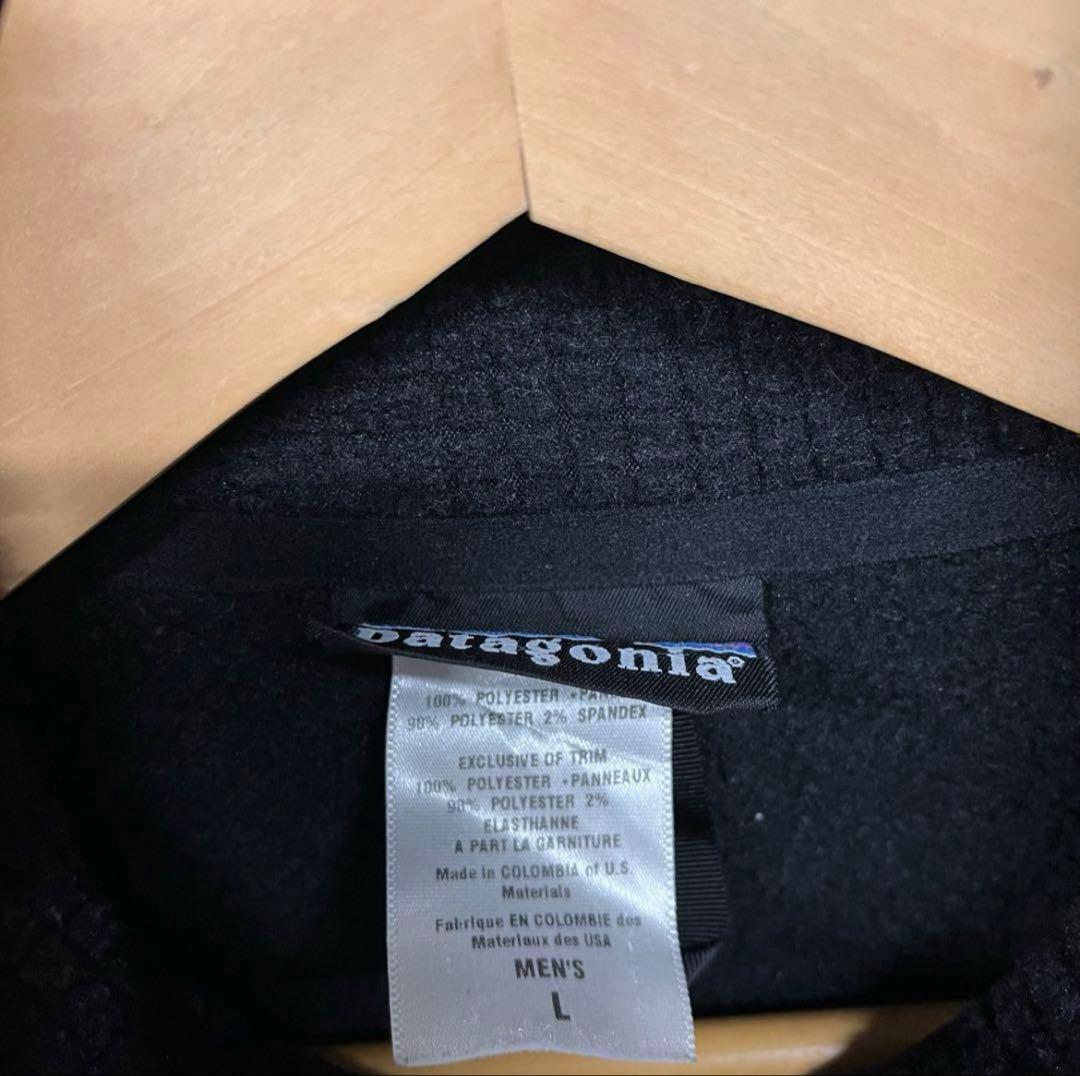 patagonia®
100% POLYESTER
98% POLYESTER 2% SPANDEX
EXCLUSIVE OF TRIM
100% POLYESTER •PANNEAUX
98% POLYESTER 2%
ELASTHANNE
A PART LA GARNITURE
Made in COLOMBIA of U.S.
Materials
Fabrique EN COLOMBIE des
Materiaux des USA
MEN'S
L